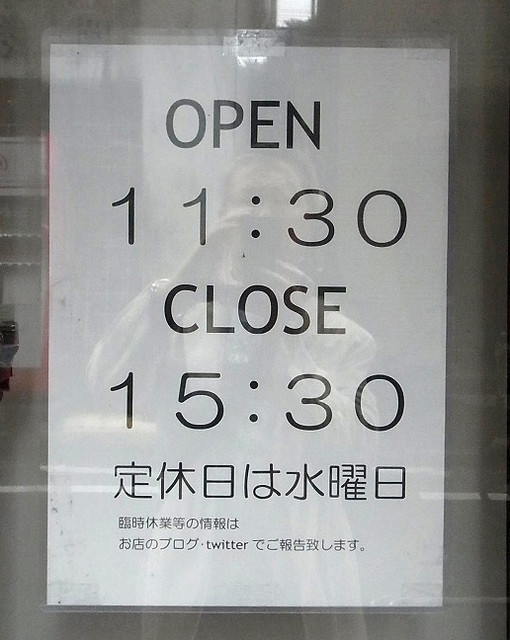 OPEN
11:30
CLOSE
15:30
定休日は水曜日
臨時休業等の情報は
お店のブログ･twitter でご報告致します。